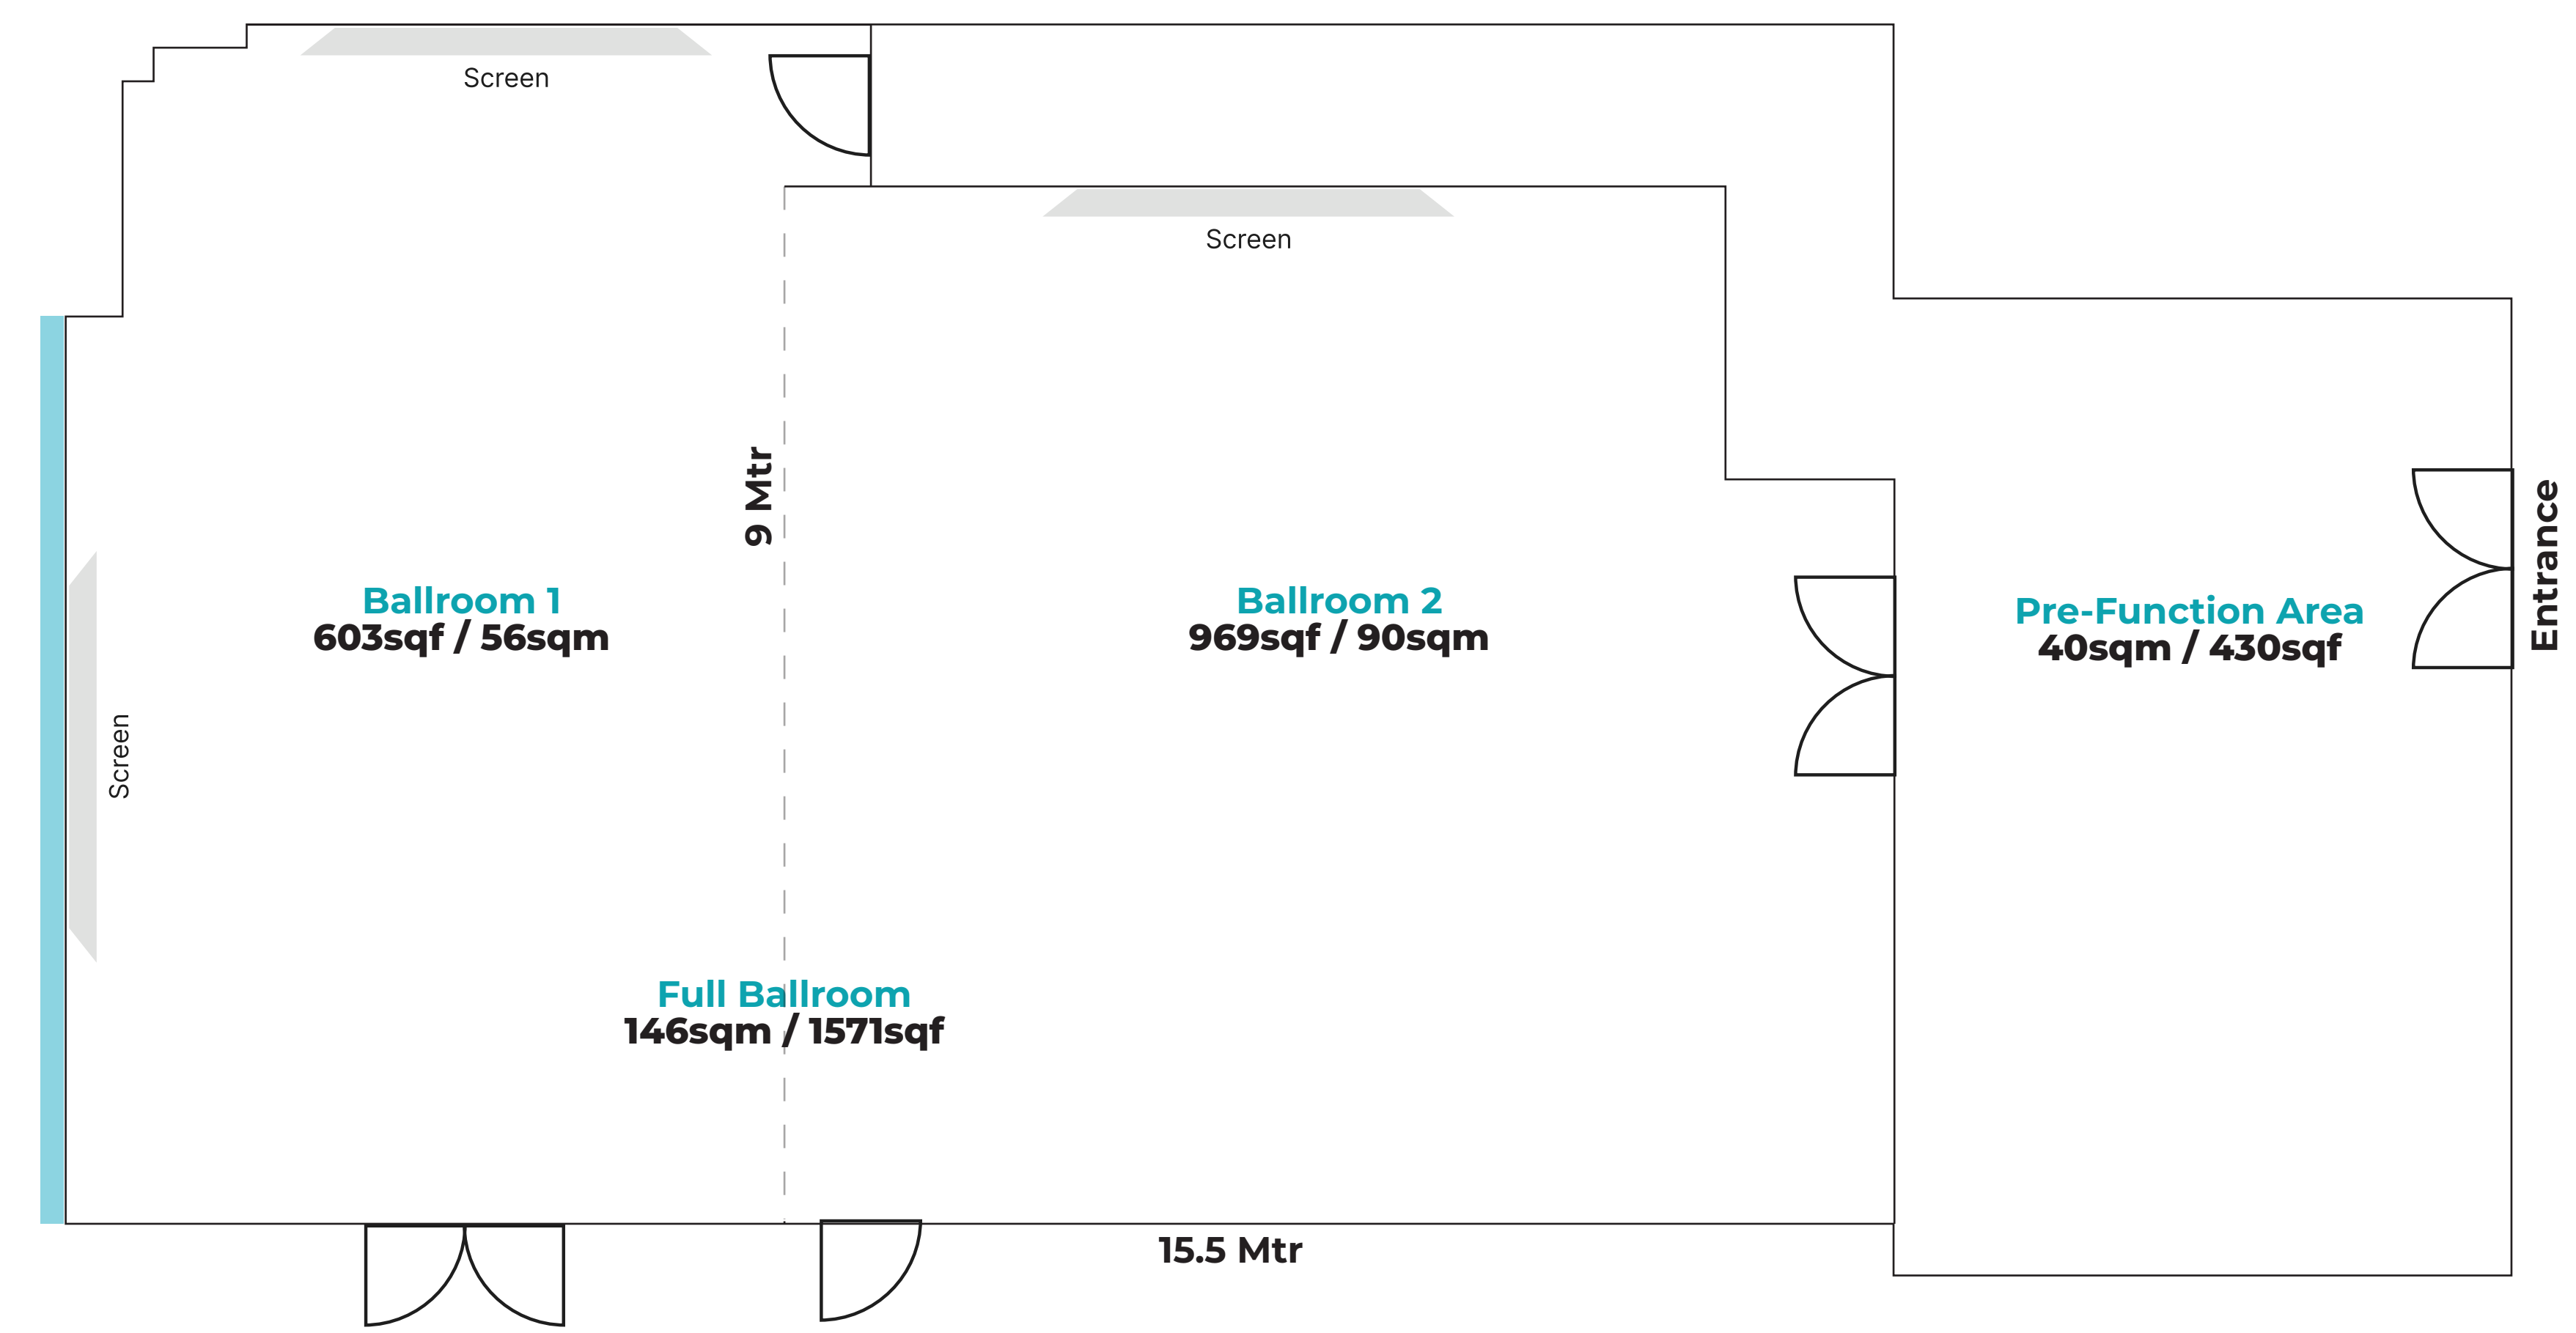 Screen
Screen
9 Mtr
Ballroom 1
603sqf / 56sqm
Ballroom 2
969sqf / 90sqm
Pre-Function Area
40sqm / 430sqf
Entrance
Screen
Full Ballroom
146sqm / 1571sqf
15.5 Mtr